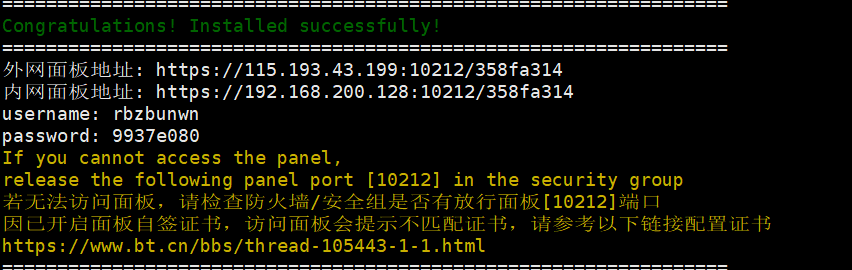 ==================================================================
Congratulations! Installed successfully!
==================================================================
外网面板地址: https://115.193.43.199:10212/358fa314
内网面板地址: https://192.168.200.128:10212/358fa314
username: rbzbunwn
password: 9937e080
If you cannot access the panel,
release the following panel port [10212] in the security group
若无法访问面板，请检查防火墙/安全组是否有放行面板[10212]端口
因已开启面板自签证书，访问面板会提示不匹配证书，请参考以下链接配置证书
https://www.bt.cn/bbs/thread-105443-1-1.html
==================================================================